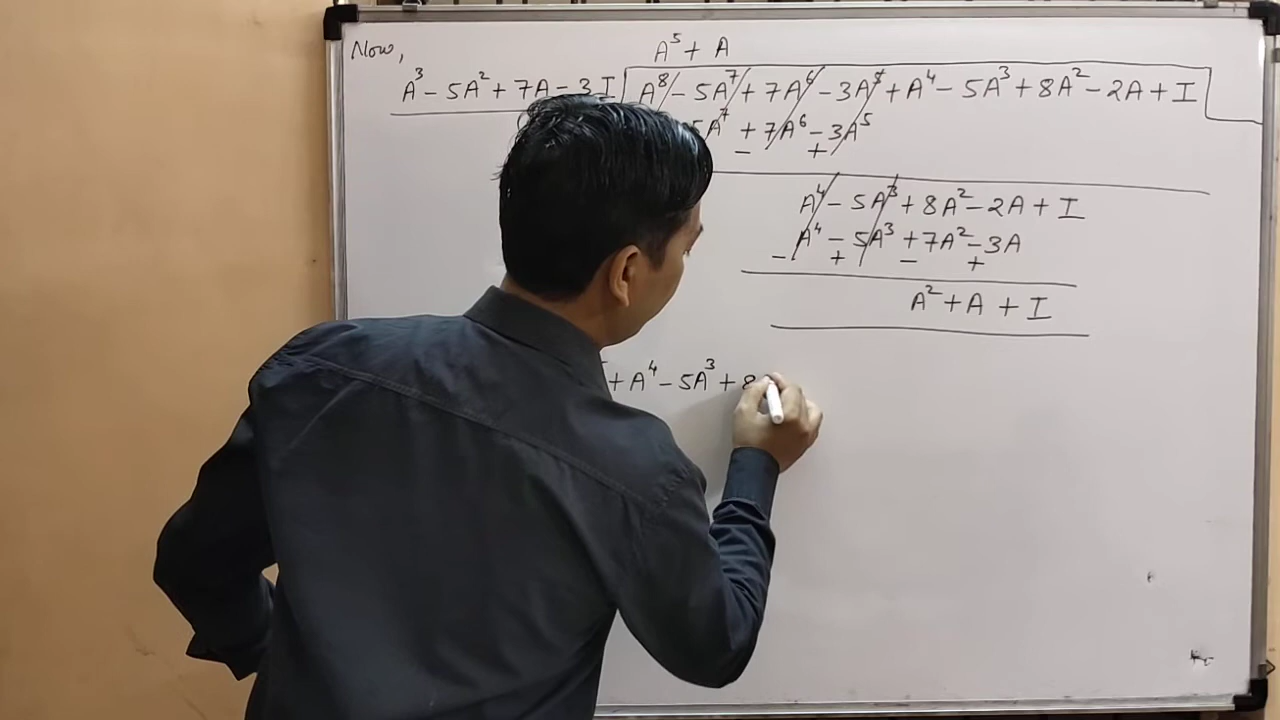 Now,
A⁵ + A
A³ - 5A² + 7A - 3I | A⁸ - 5A⁷ + 7A⁶ - 3A⁵ + A⁴ - 5A³ + 8A² - 2A + I
5A⁷ + 7A⁶ - 3A⁵
- +
A⁴ - 5A³ + 8A² - 2A + I
A⁴ - 5A³ + 7A² - 3A
- + - +
A² + A + I
+ A⁴ - 5A³ + 8